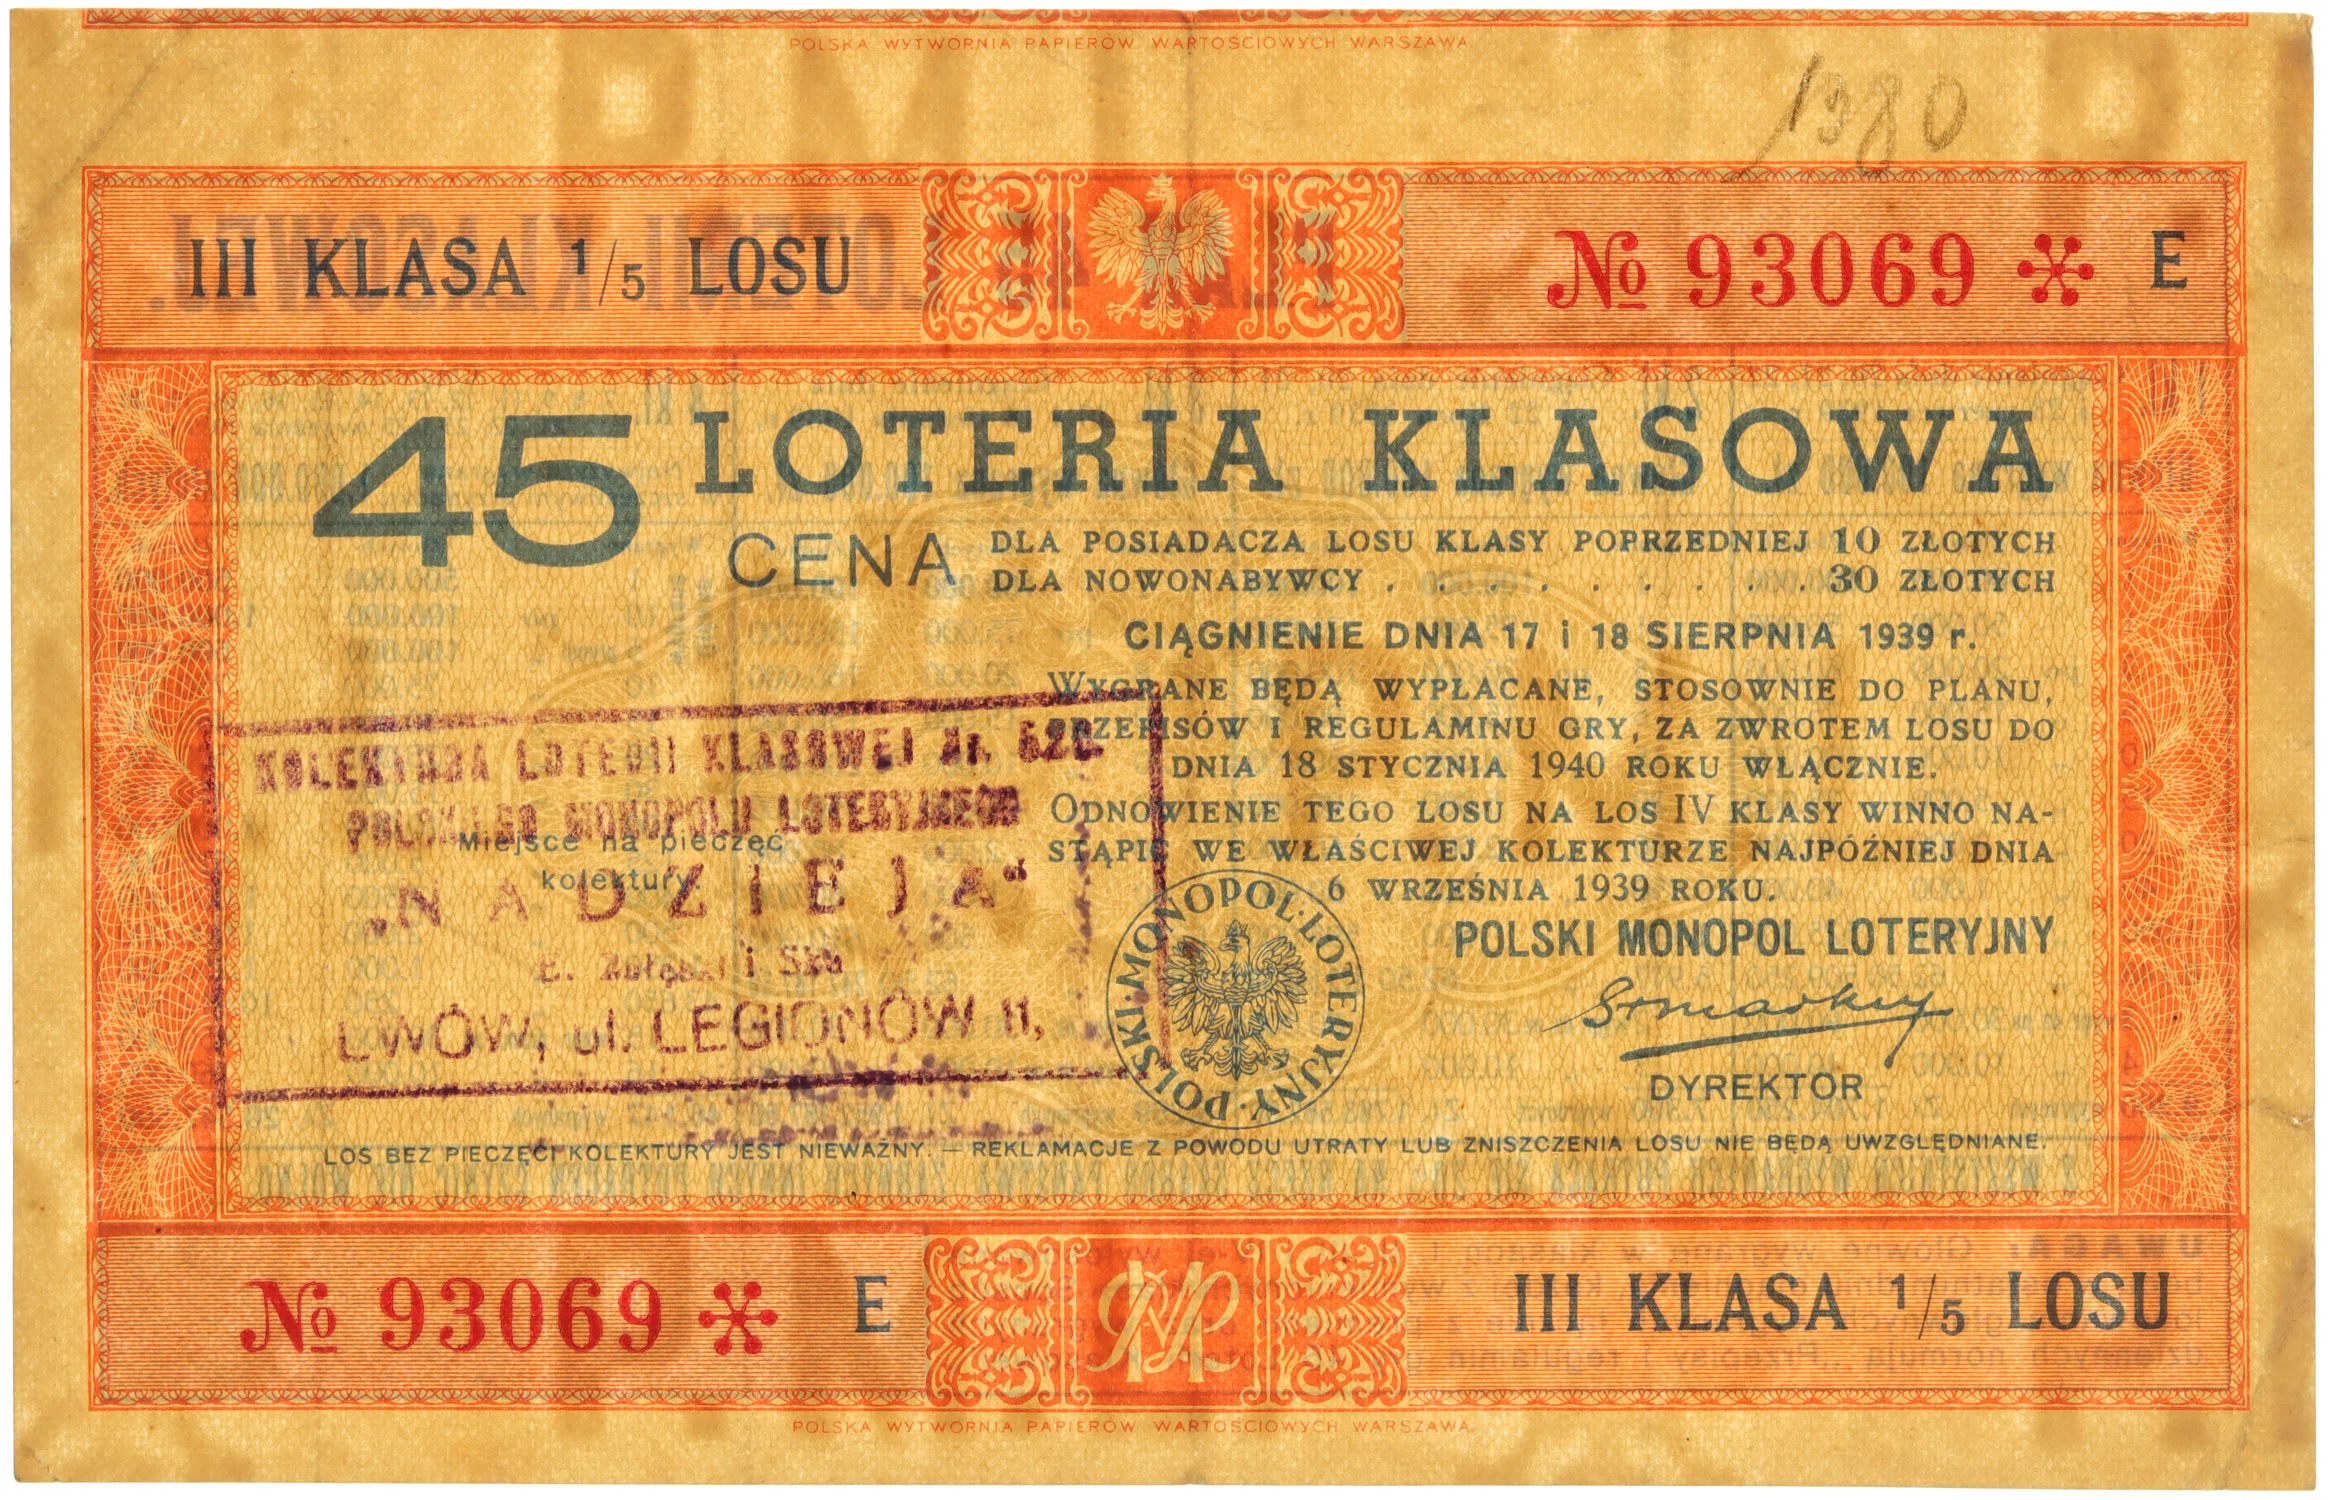 POLSKA WYTWÓRNIA PAPIERÓW WARTOŚCIOWYCH WARSZAWA
1980
III KLASA 1/5 LOSU
№ 93069 E
45 LOTERIA KLASOWA
CENA
DLA POSIADACZA LOSU KLASY POPRZEDNIEJ 10 ZŁOTYCH
DLA NOWONABYWCY . . . . . . . . . 30 ZŁOTYCH
CIĄGNIENIE DNIA 17 i 18 SIERPNIA 1939 r.
WYGRANE BĘDĄ WYPŁACANE, STOSOWNIE DO PLANU,
PRZEPISÓW I REGULAMINU GRY, ZA ZWROTEM LOSU DO
DNIA 18 STYCZNIA 1940 ROKU WŁĄCZNIE.
ODNOWIENIE TEGO LOSU NA LOS IV KLASY WINNO NA-
STĄPIĆ WE WŁAŚCIWEJ KOLEKTURZE NAJPÓŹNIEJ DNIA
6 WRZEŚNIA 1939 ROKU.
POLSKI MONOPOL LOTERYJNY
DYREKTOR
KOLEKTURA LOTERII KLASOWEJ Nr.
POLSKIEGO MONOPOLU LOTERYJNEGO
Miejsce na pieczęć
kolektury.
„NADZIEJA"
i Ska
LWÓW, ul. LEGIONÓW 11,
POLSKI·MONOPOL·LOTERYJNY·
LOS BEZ PIECZĘCI KOLEKTURY JEST NIEWAŻNY. — REKLAMACJE Z POWODU UTRATY LUB ZNISZCZENIA LOSU NIE BĘDĄ UWZGLĘDNIANE.
№ 93069 E
III KLASA 1/5 LOSU
POLSKA WYTWÓRNIA PAPIERÓW WARTOŚCIOWYCH WARSZAWA